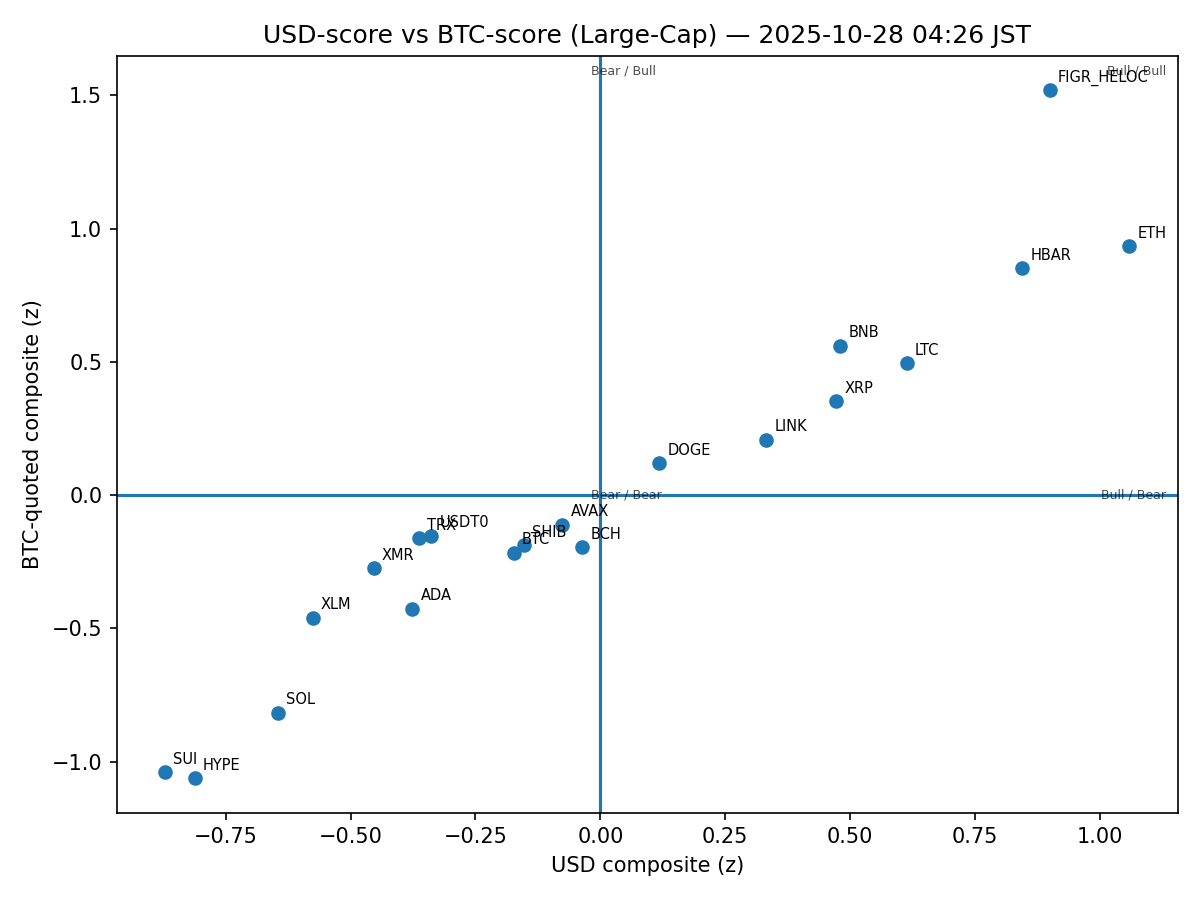 USD-score vs BTC-score (Large-Cap) — 2025-10-28 04:26 JST
Bear / Bull
Bull / Bull
FIGR_HELOC
ETH
HBAR
BNB
LTC
XRP
LINK
DOGE
Bear / Bear
Bull / Bear
AVAX
TRX
USDT0
SHIB
BTC
BCH
XMR
ADA
XLM
SOL
SUI
HYPE
1.5
1.0
0.5
0.0
−0.5
−1.0
BTC-quoted composite (z)
−0.75
−0.50
−0.25
0.00
0.25
0.50
0.75
1.00
USD composite (z)